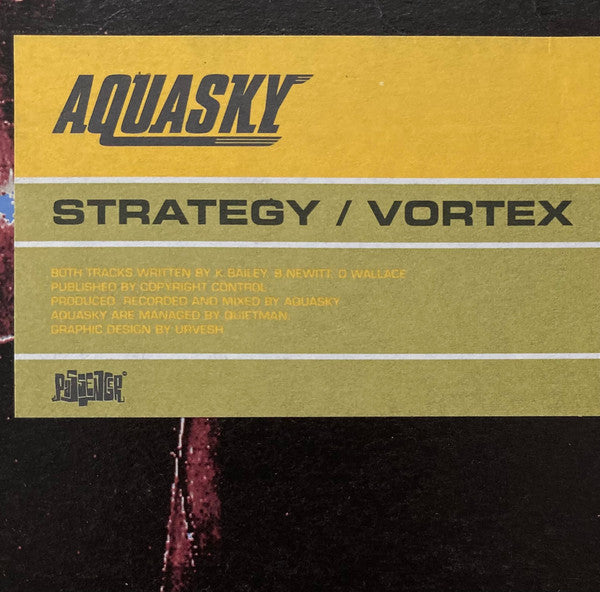 AQUASKY
STRATEGY / VORTEX
BOTH TRACKS WRITTEN BY K BAILEY, B NEWITT, D WALLACE
PUBLISHED BY COPYRIGHT CONTROL
PRODUCED, RECORDED AND MIXED BY AQUASKY
AQUASKY ARE MANAGED BY QUIETMAN
GRAPHIC DESIGN BY URVESH
PASSENGER